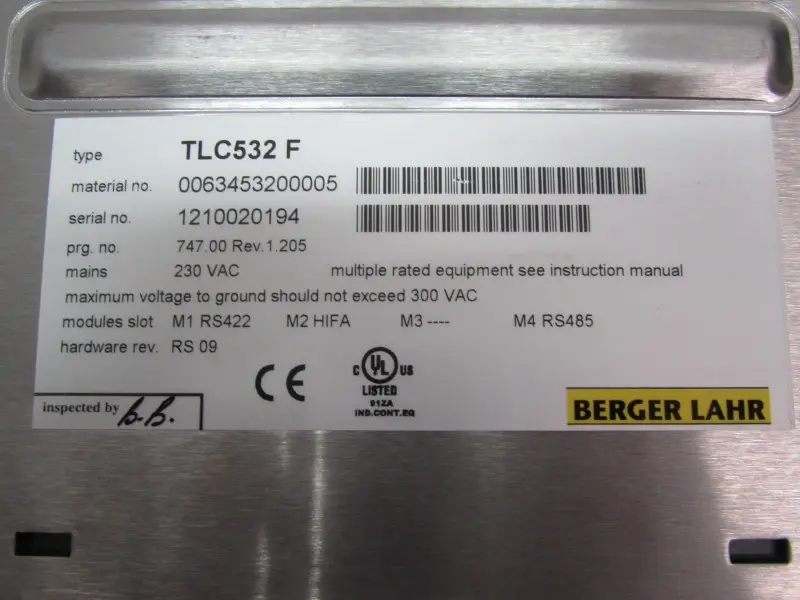 type TLC532 F
material no. 0063453200005
serial no. 1210020194
prg. no. 747.00 Rev.1.205
mains 230 VAC multiple rated equipment see instruction manual
maximum voltage to ground should not exceed 300 VAC
modules slot M1 RS422 M2 HIFA M3 ---- M4 RS485
hardware rev. RS 09
CE
C UL US
LISTED
91ZA
IND.CONT.EQ
inspected by b.b.
BERGER LAHR